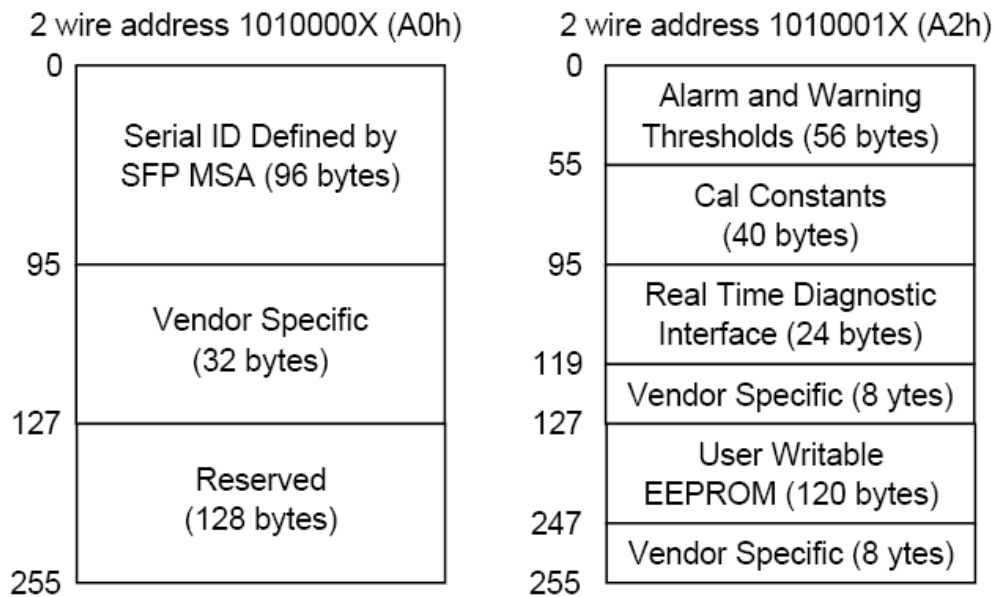 2 wire address 1010000X (A0h)
0
Serial ID Defined by
SFP MSA (96 bytes)
95
Vendor Specific
(32 bytes)
127
Reserved
(128 bytes)
255
2 wire address 1010001X (A2h)
0
Alarm and Warning
Thresholds (56 bytes)
55
Cal Constants
(40 bytes)
95
Real Time Diagnostic
Interface (24 bytes)
119
Vendor Specific (8 ytes)
127
User Writable
EEPROM (120 bytes)
247
Vendor Specific (8 ytes)
255